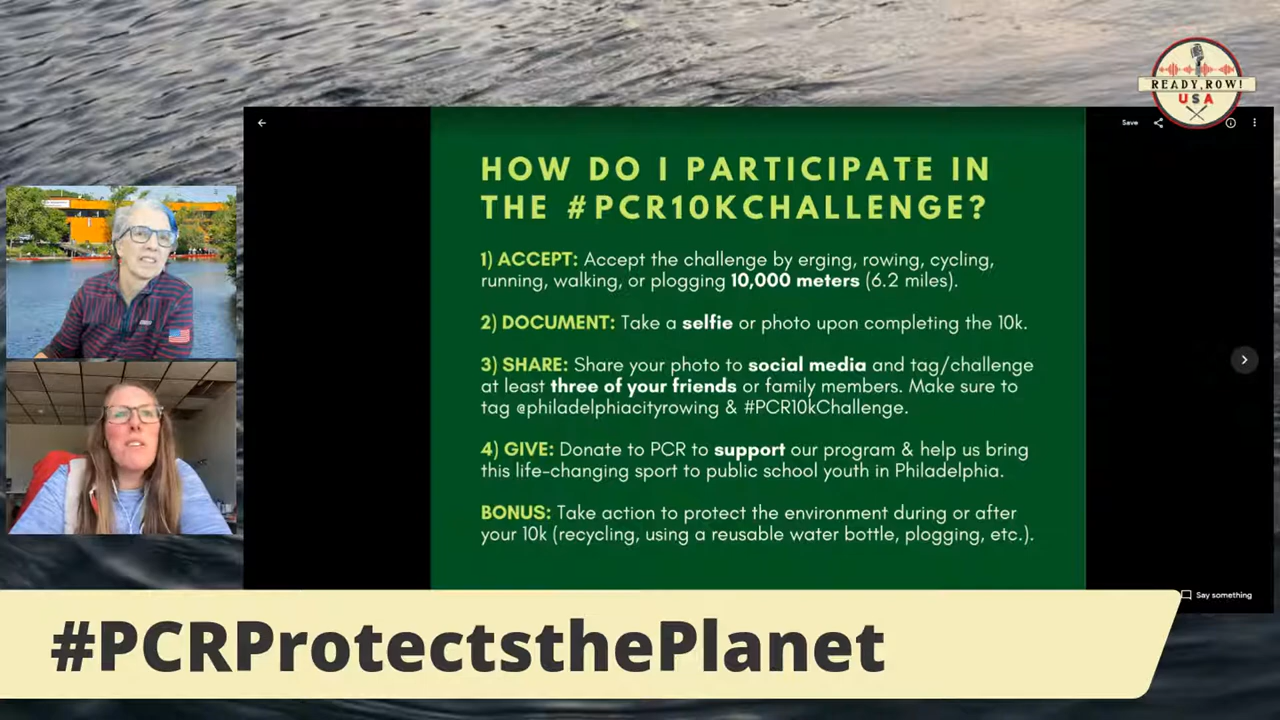 READY, ROW!
USA
Save
HOW DO I PARTICIPATE IN
THE #PCR10KCHALLENGE?
1) ACCEPT: Accept the challenge by erging, rowing, cycling,
running, walking, or plogging 10,000 meters (6.2 miles).
2) DOCUMENT: Take a selfie or photo upon completing the 10k.
3) SHARE: Share your photo to social media and tag/challenge
at least three of your friends or family members. Make sure to
tag @philadelphiacityrowing & #PCR10kChallenge.
4) GIVE: Donate to PCR to support our program & help us bring
this life-changing sport to public school youth in Philadelphia.
BONUS: Take action to protect the environment during or after
your 10k (recycling, using a reusable water bottle, plogging, etc.).
Say something
#PCRProtectsthePlanet